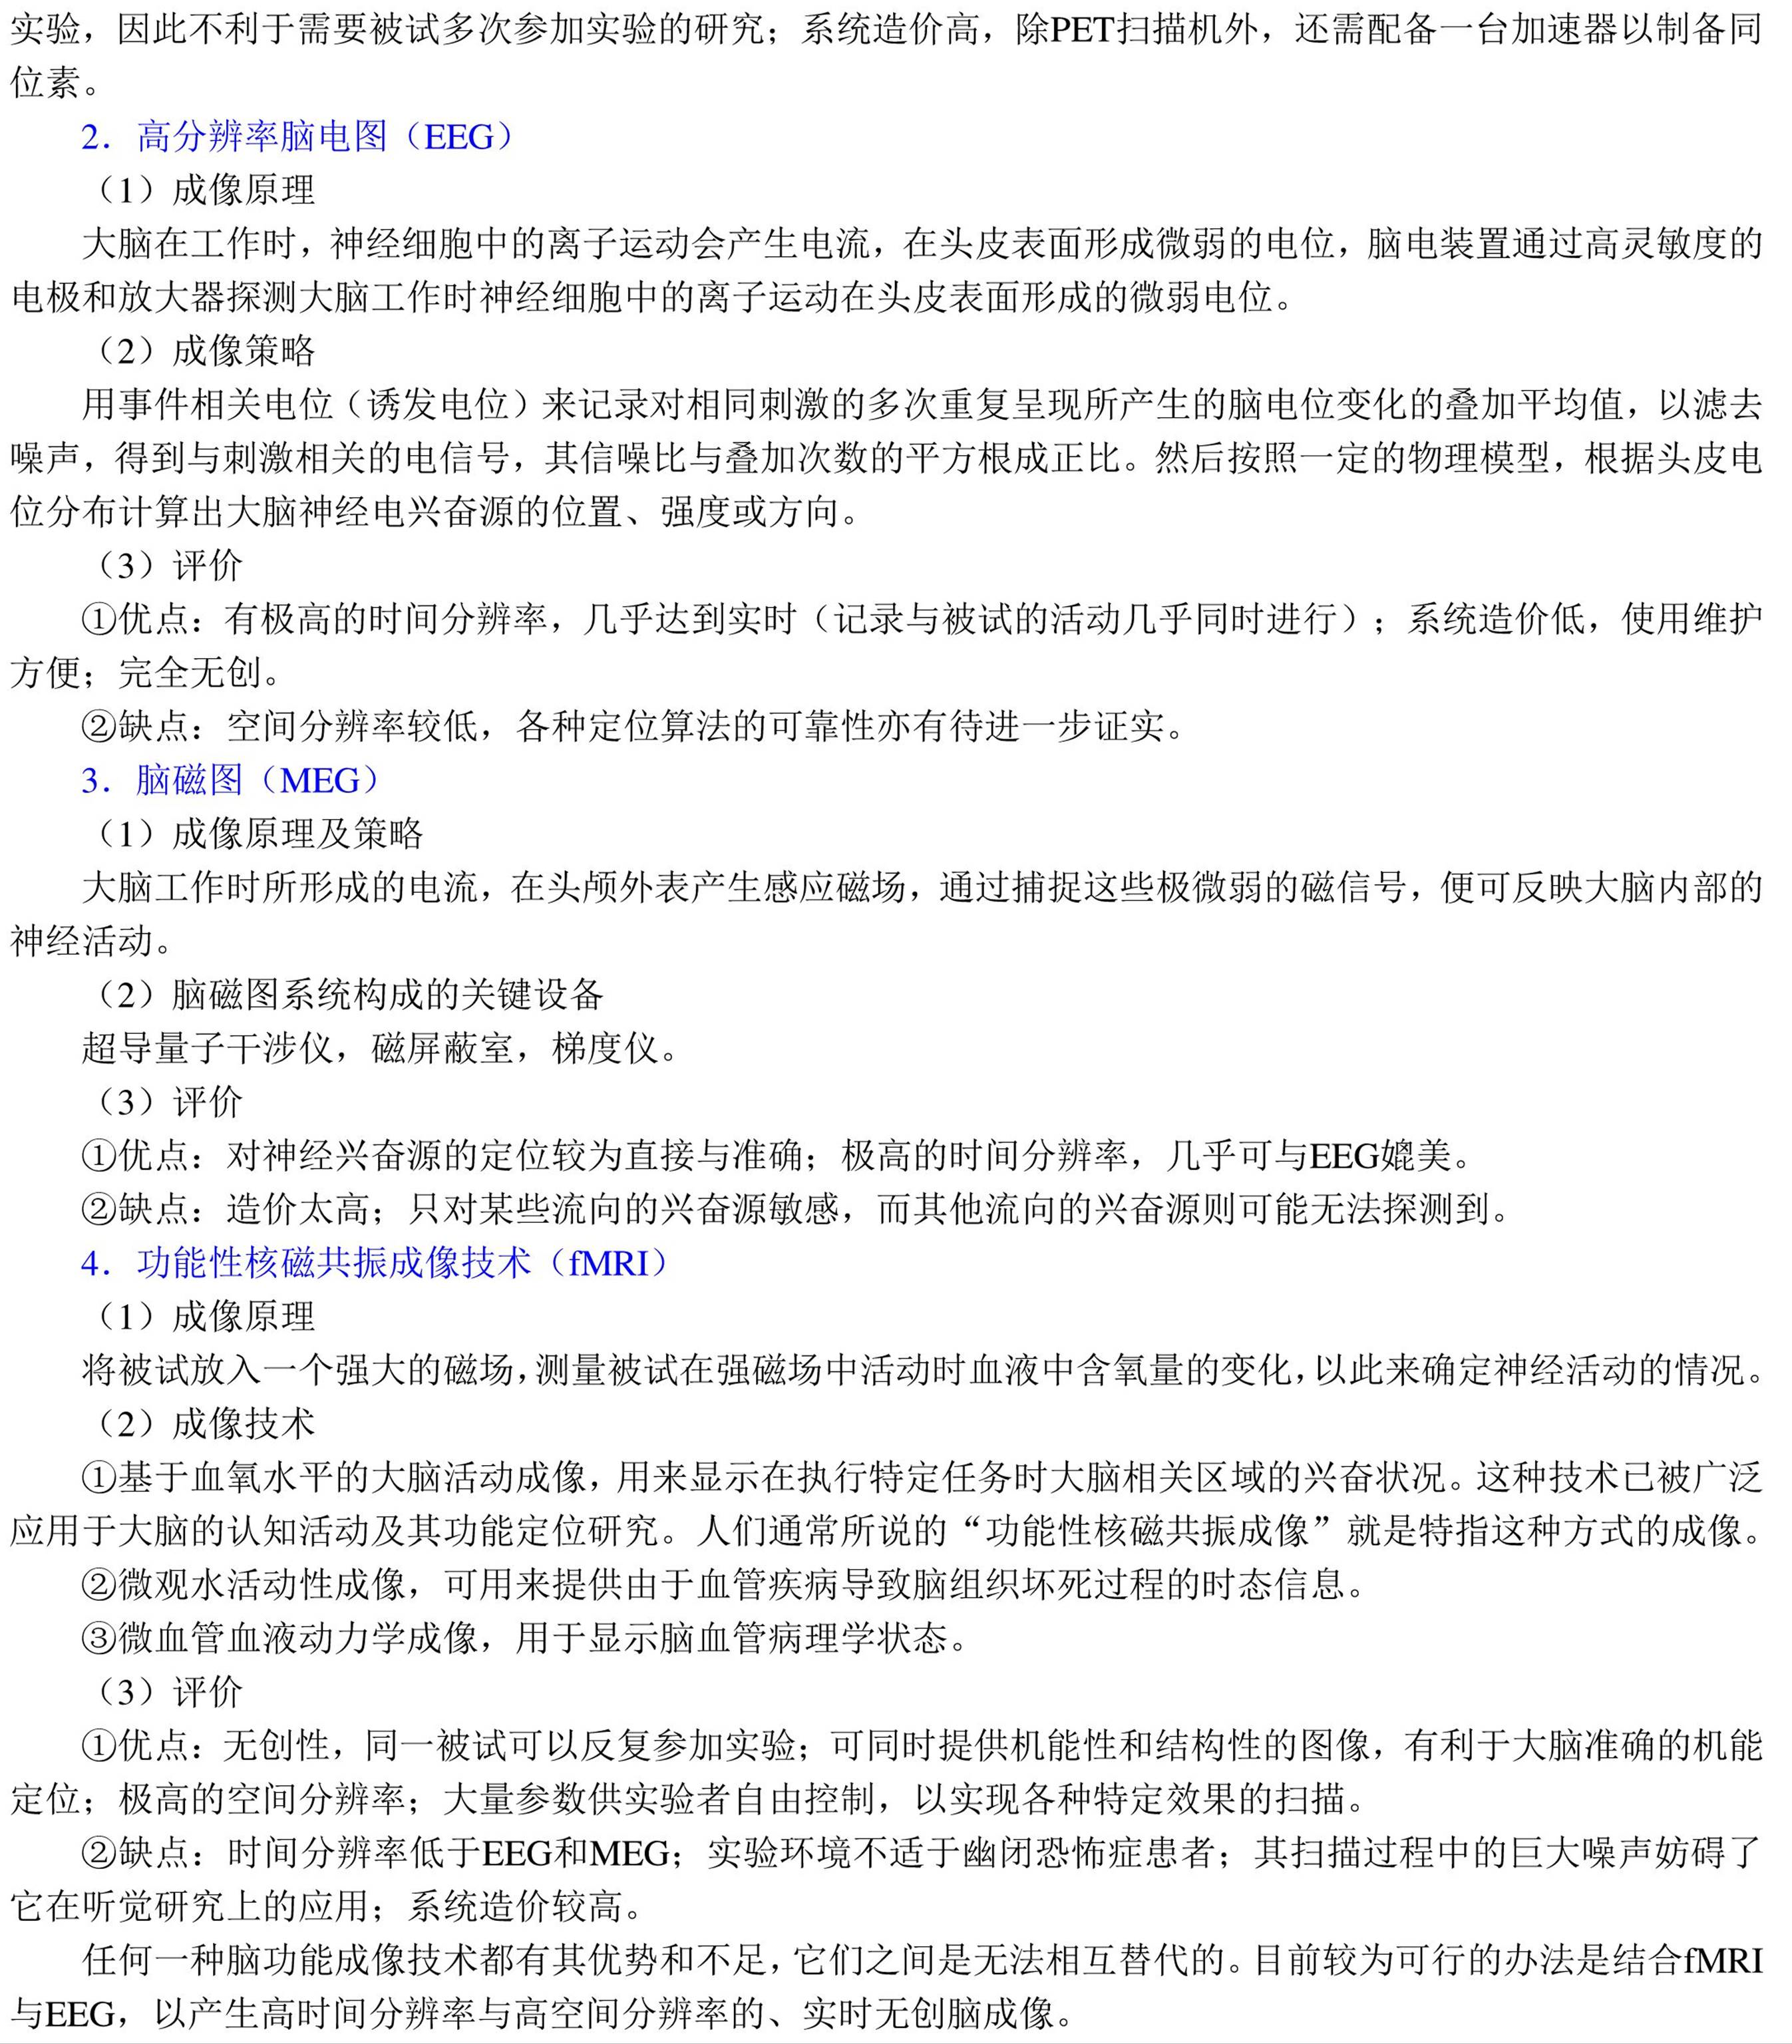 实验，因此不利于需要被试多次参加实验的研究；系统造价高，除PET扫描机外，还需配备一台加速器以制备同
位素。
2．高分辨率脑电图（EEG）
（1）成像原理
大脑在工作时，神经细胞中的离子运动会产生电流，在头皮表面形成微弱的电位，脑电装置通过高灵敏度的
电极和放大器探测大脑工作时神经细胞中的离子运动在头皮表面形成的微弱电位。
（2）成像策略
用事件相关电位（诱发电位）来记录对相同刺激的多次重复呈现所产生的脑电位变化的叠加平均值，以滤去
噪声，得到与刺激相关的电信号，其信噪比与叠加次数的平方根成正比。然后按照一定的物理模型，根据头皮电
位分布计算出大脑神经电兴奋源的位置、强度或方向。
（3）评价
①优点：有极高的时间分辨率，几乎达到实时（记录与被试的活动几乎同时进行）；系统造价低，使用维护
方便；完全无创。
②缺点：空间分辨率较低，各种定位算法的可靠性亦有待进一步证实。
3．脑磁图（MEG）
（1）成像原理及策略
大脑工作时所形成的电流，在头颅外表产生感应磁场，通过捕捉这些极微弱的磁信号，便可反映大脑内部的
神经活动。
（2）脑磁图系统构成的关键设备
超导量子干涉仪，磁屏蔽室，梯度仪。
（3）评价
①优点：对神经兴奋源的定位较为直接与准确；极高的时间分辨率，几乎可与EEG媲美。
②缺点：造价太高；只对某些流向的兴奋源敏感，而其他流向的兴奋源则可能无法探测到。
4．功能性核磁共振成像技术（fMRI）
（1）成像原理
将被试放入一个强大的磁场，测量被试在强磁场中活动时血液中含氧量的变化，以此来确定神经活动的情况。
（2）成像技术
①基于血氧水平的大脑活动成像，用来显示在执行特定任务时大脑相关区域的兴奋状况。这种技术已被广泛
应用于大脑的认知活动及其功能定位研究。人们通常所说的“功能性核磁共振成像”就是特指这种方式的成像。
②微观水活动性成像，可用来提供由于血管疾病导致脑组织坏死过程的时态信息。
③微血管血液动力学成像，用于显示脑血管病理学状态。
（3）评价
①优点：无创性，同一被试可以反复参加实验；可同时提供机能性和结构性的图像，有利于大脑准确的机能
定位；极高的空间分辨率；大量参数供实验者自由控制，以实现各种特定效果的扫描。
②缺点：时间分辨率低于EEG和MEG；实验环境不适于幽闭恐怖症患者；其扫描过程中的巨大噪声妨碍了
它在听觉研究上的应用；系统造价较高。
任何一种脑功能成像技术都有其优势和不足，它们之间是无法相互替代的。目前较为可行的办法是结合fMRI
与EEG，以产生高时间分辨率与高空间分辨率的、实时无创脑成像。